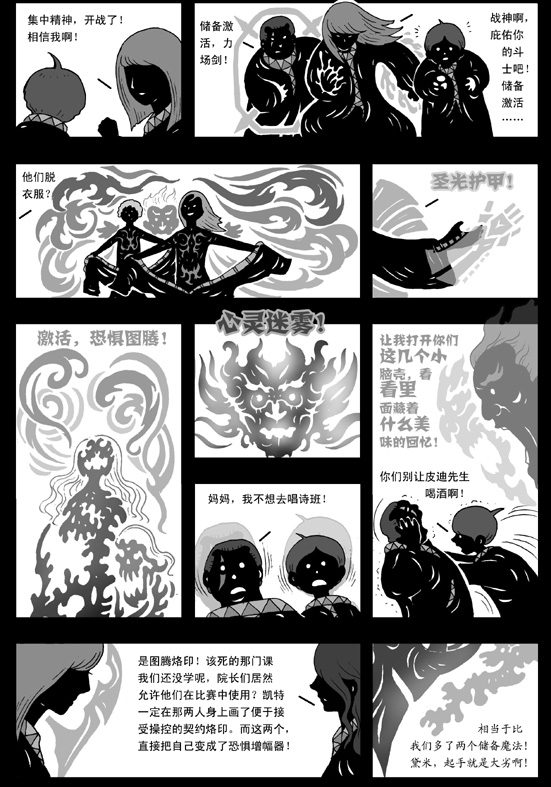 集中精神，开战了！
相信我啊！
储备激
活，力
场剑！
战神啊，
庇佑你
的斗
士吧！
储备
激活
……
他们脱
衣服？
圣光护甲！
激活，恐惧图腾！
心灵迷雾！
让我打开你们
这几个小
脑壳，看
看里
面藏着
什么美
味的回忆！
妈妈，我不想去唱诗班！
你们别让皮迪先生
喝酒啊！
是图腾烙印！该死的那门课
我们还没学呢，院长们居然
允许他们在比赛中使用？凯特
一定在那两人身上画了便于接
受操控的契约烙印。而这两个，
直接把自己变成了恐惧增幅器！
相当于比
我们多了两个储备魔法！
黛米，起手就是大劣啊！